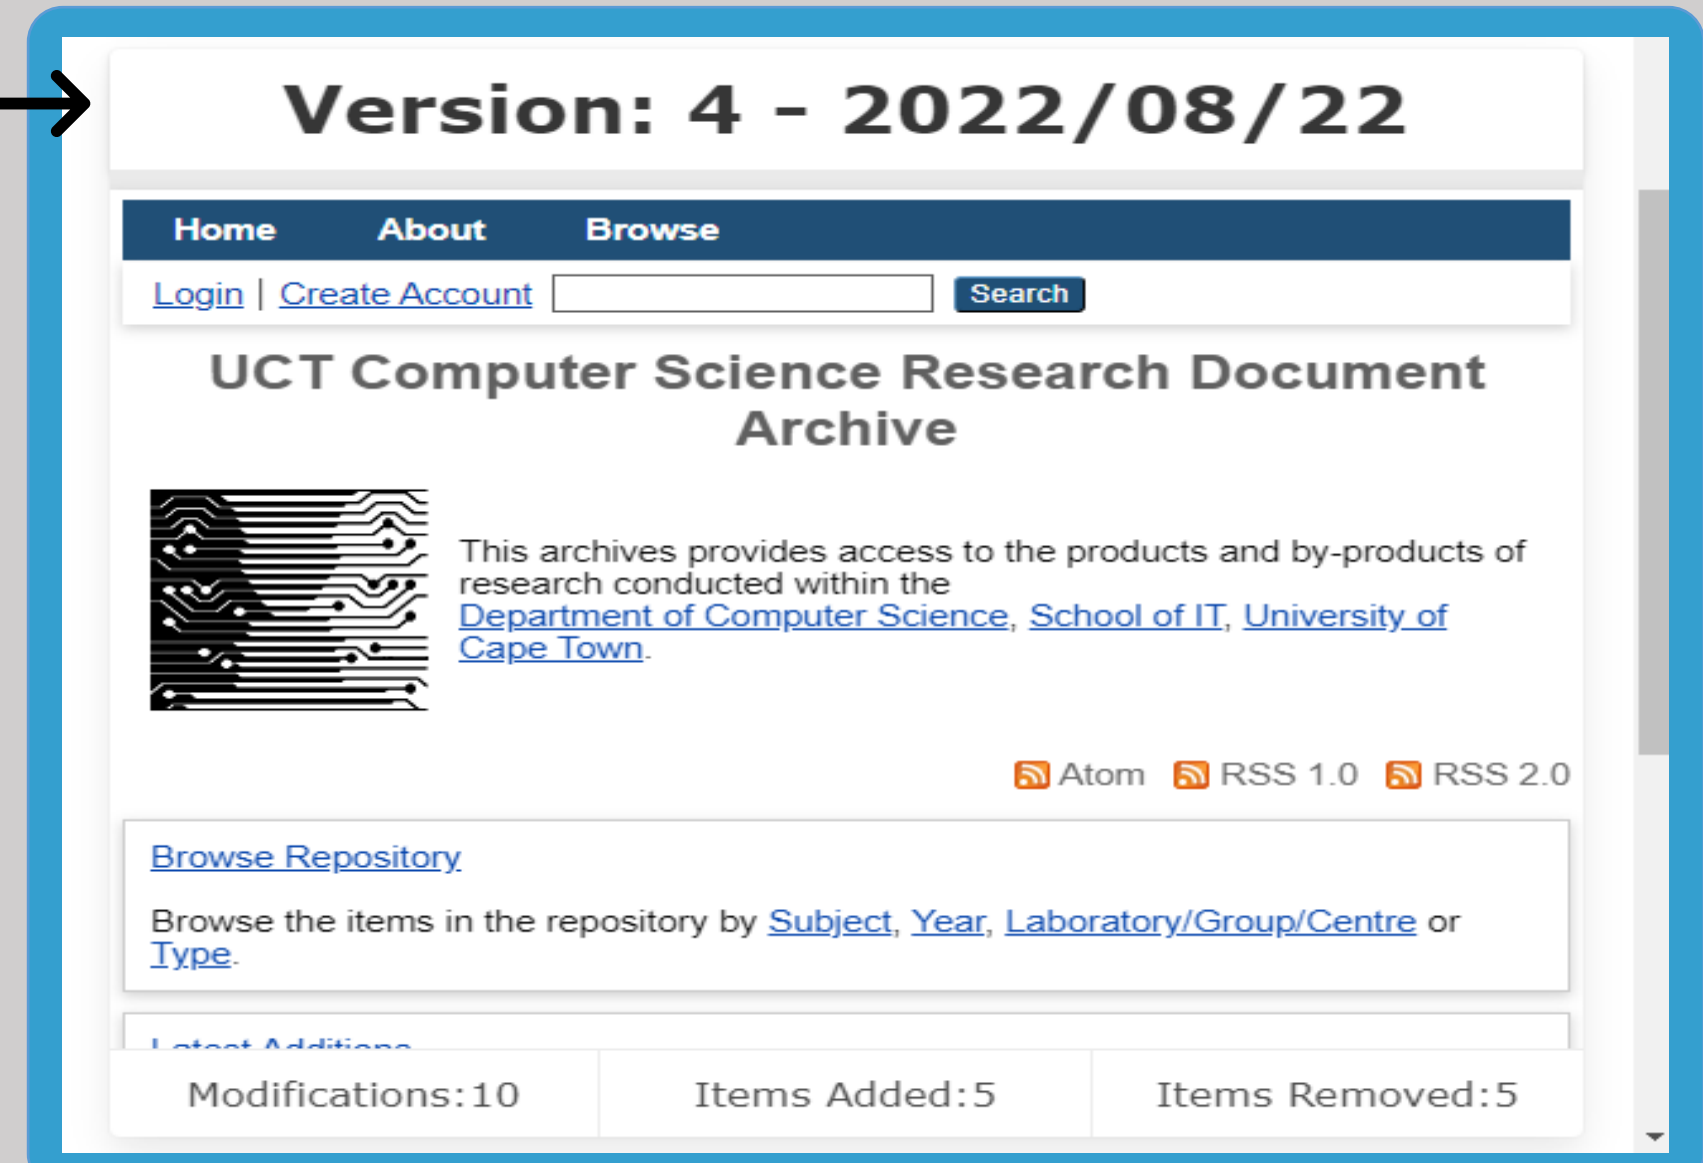 Version: 4 - 2022/08/22
Home About Browse
Login | Create Account Search
UCT Computer Science Research Document
Archive
This archives provides access to the products and by-products of
research conducted within the
Department of Computer Science, School of IT, University of
Cape Town.
Atom RSS 1.0 RSS 2.0
Browse Repository
Browse the items in the repository by Subject, Year, Laboratory/Group/Centre or
Type.
Latest Additions
Modifications:10 Items Added:5 Items Removed:5